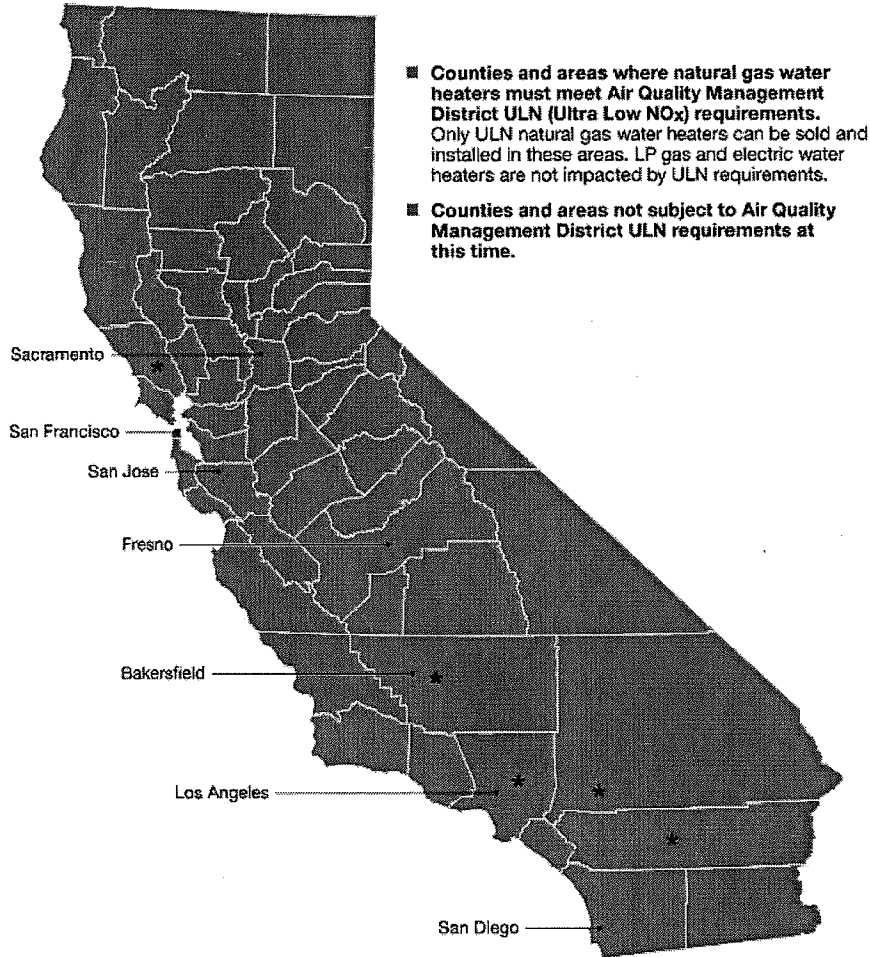 ■ Counties and areas where natural gas water
heaters must meet Air Quality Management
District ULN (Ultra Low NOx) requirements.
Only ULN natural gas water heaters can be sold and
installed in these areas. LP gas and electric water
heaters are not impacted by ULN requirements.
■ Counties and areas not subject to Air Quality
Management District ULN requirements at
this time.
Sacramento
San Francisco
San Jose
Fresno
Bakersfield
Los Angeles
San Diego